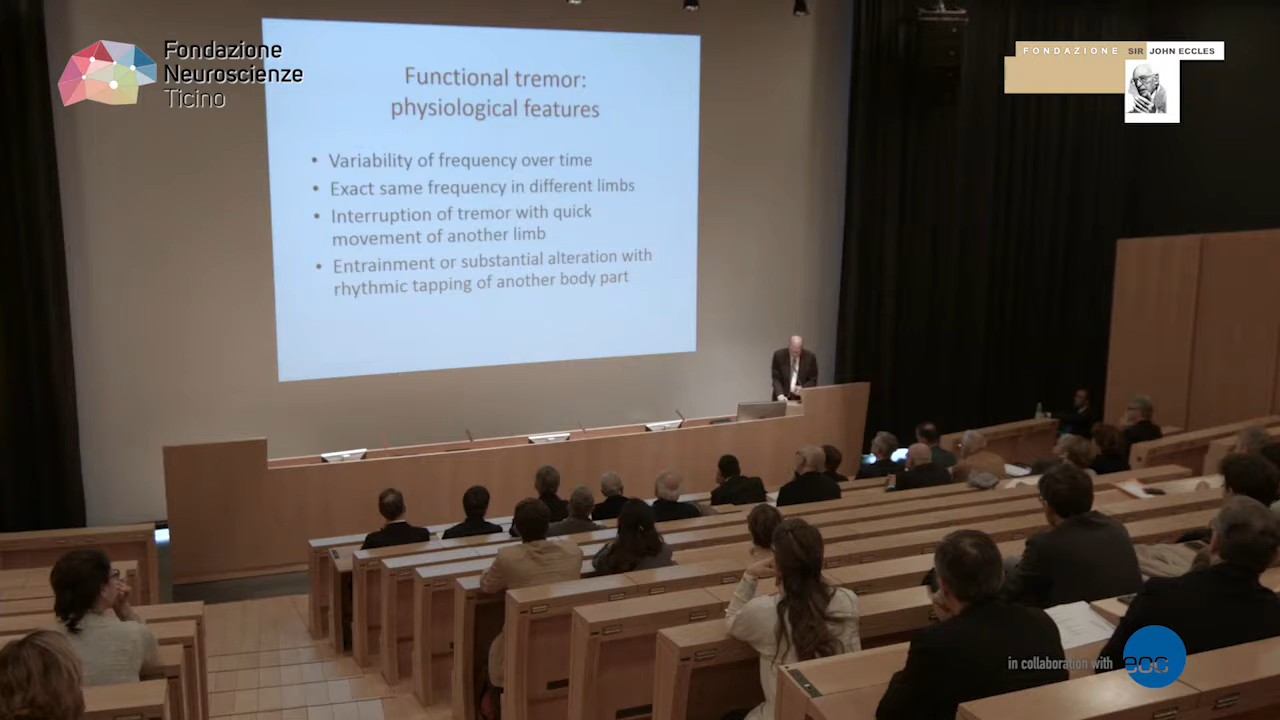 Fondazione
Neuroscienze
Ticino
FONDAZIONE SIR JOHN ECCLES
Functional tremor:
physiological features
• Variability of frequency over time
• Exact same frequency in different limbs
• Interruption of tremor with quick
movement of another limb
• Entrainment or substantial alteration with
rhythmic tapping of another body part
in collaboration with eoc